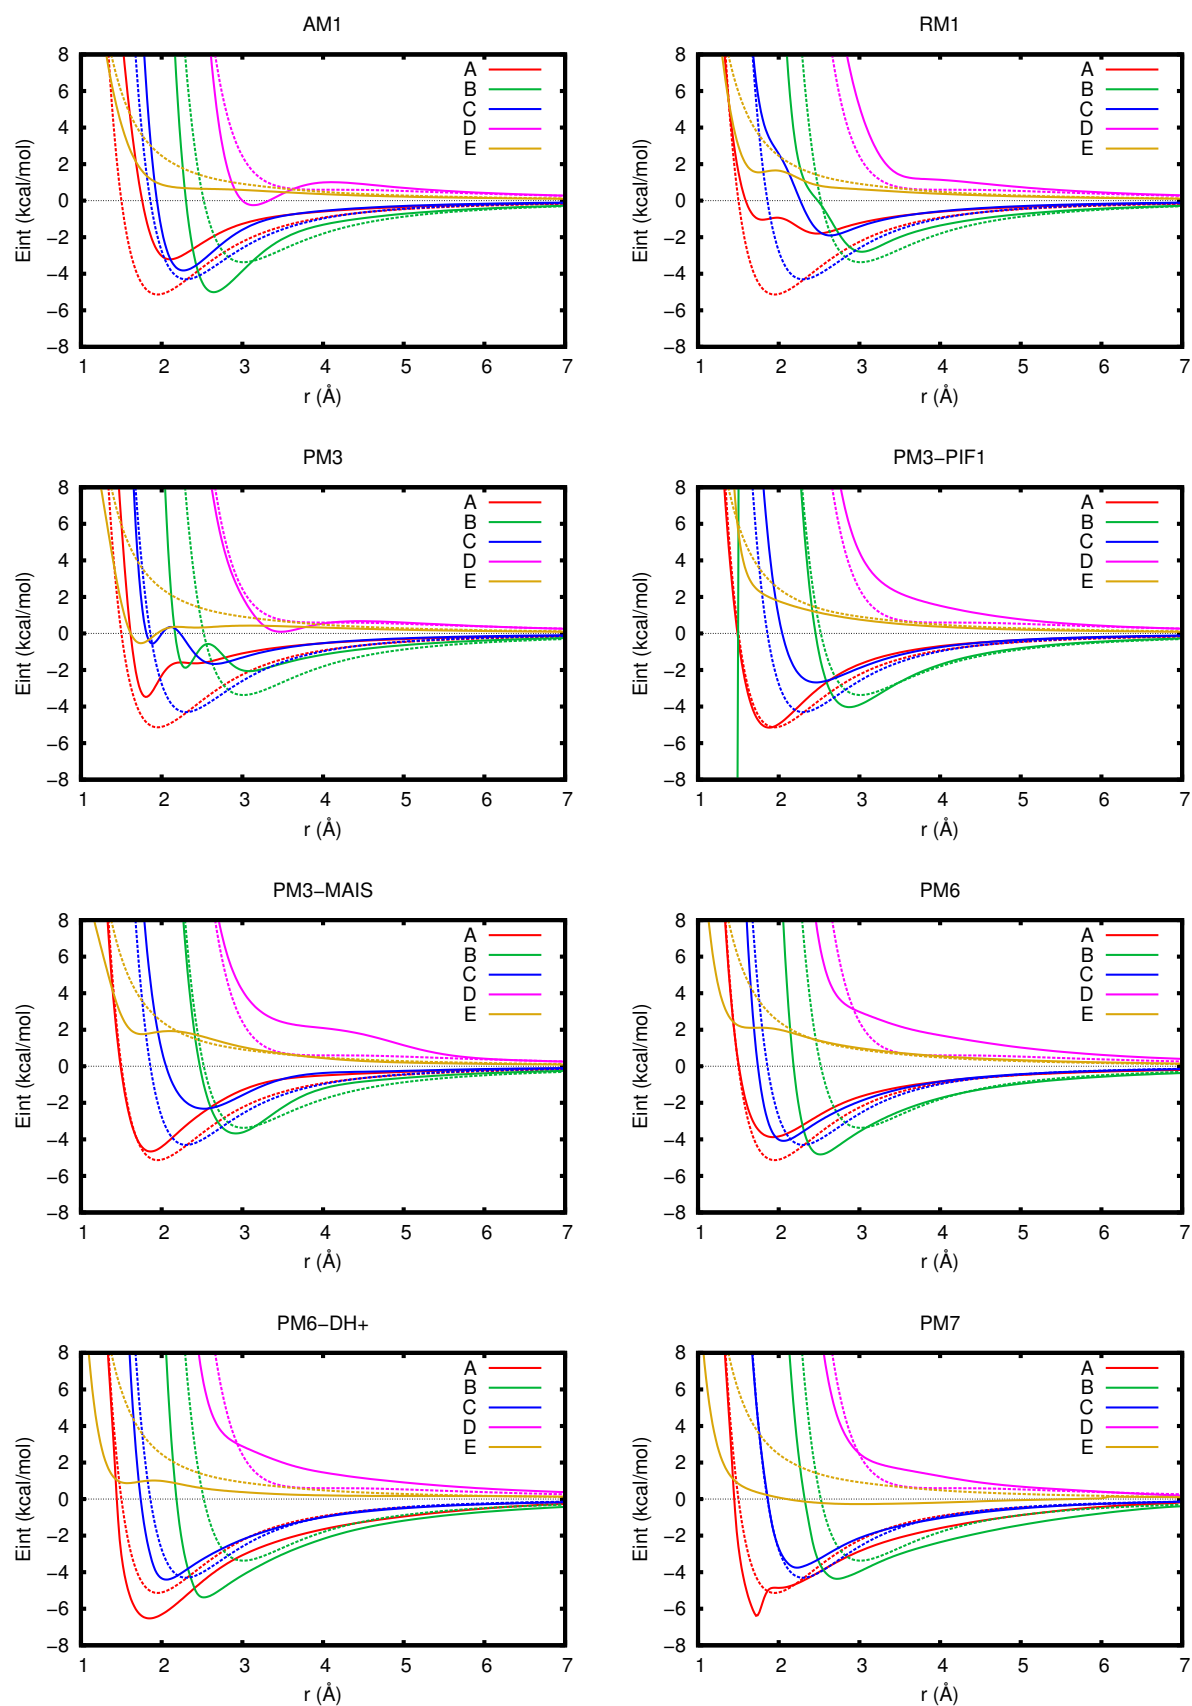 AM1
Eint (kcal/mol)
8
6
4
2
0
−2
−4
−6
−8
1 2 3 4 5 6 7
r (Å)
A
B
C
D
E
RM1
Eint (kcal/mol)
8
6
4
2
0
−2
−4
−6
−8
1 2 3 4 5 6 7
r (Å)
A
B
C
D
E
PM3
Eint (kcal/mol)
8
6
4
2
0
−2
−4
−6
−8
1 2 3 4 5 6 7
r (Å)
A
B
C
D
E
PM3−PIF1
Eint (kcal/mol)
8
6
4
2
0
−2
−4
−6
−8
1 2 3 4 5 6 7
r (Å)
A
B
C
D
E
PM3−MAIS
Eint (kcal/mol)
8
6
4
2
0
−2
−4
−6
−8
1 2 3 4 5 6 7
r (Å)
A
B
C
D
E
PM6
Eint (kcal/mol)
8
6
4
2
0
−2
−4
−6
−8
1 2 3 4 5 6 7
r (Å)
A
B
C
D
E
PM6−DH+
Eint (kcal/mol)
8
6
4
2
0
−2
−4
−6
−8
1 2 3 4 5 6 7
r (Å)
A
B
C
D
E
PM7
Eint (kcal/mol)
8
6
4
2
0
−2
−4
−6
−8
1 2 3 4 5 6 7
r (Å)
A
B
C
D
E